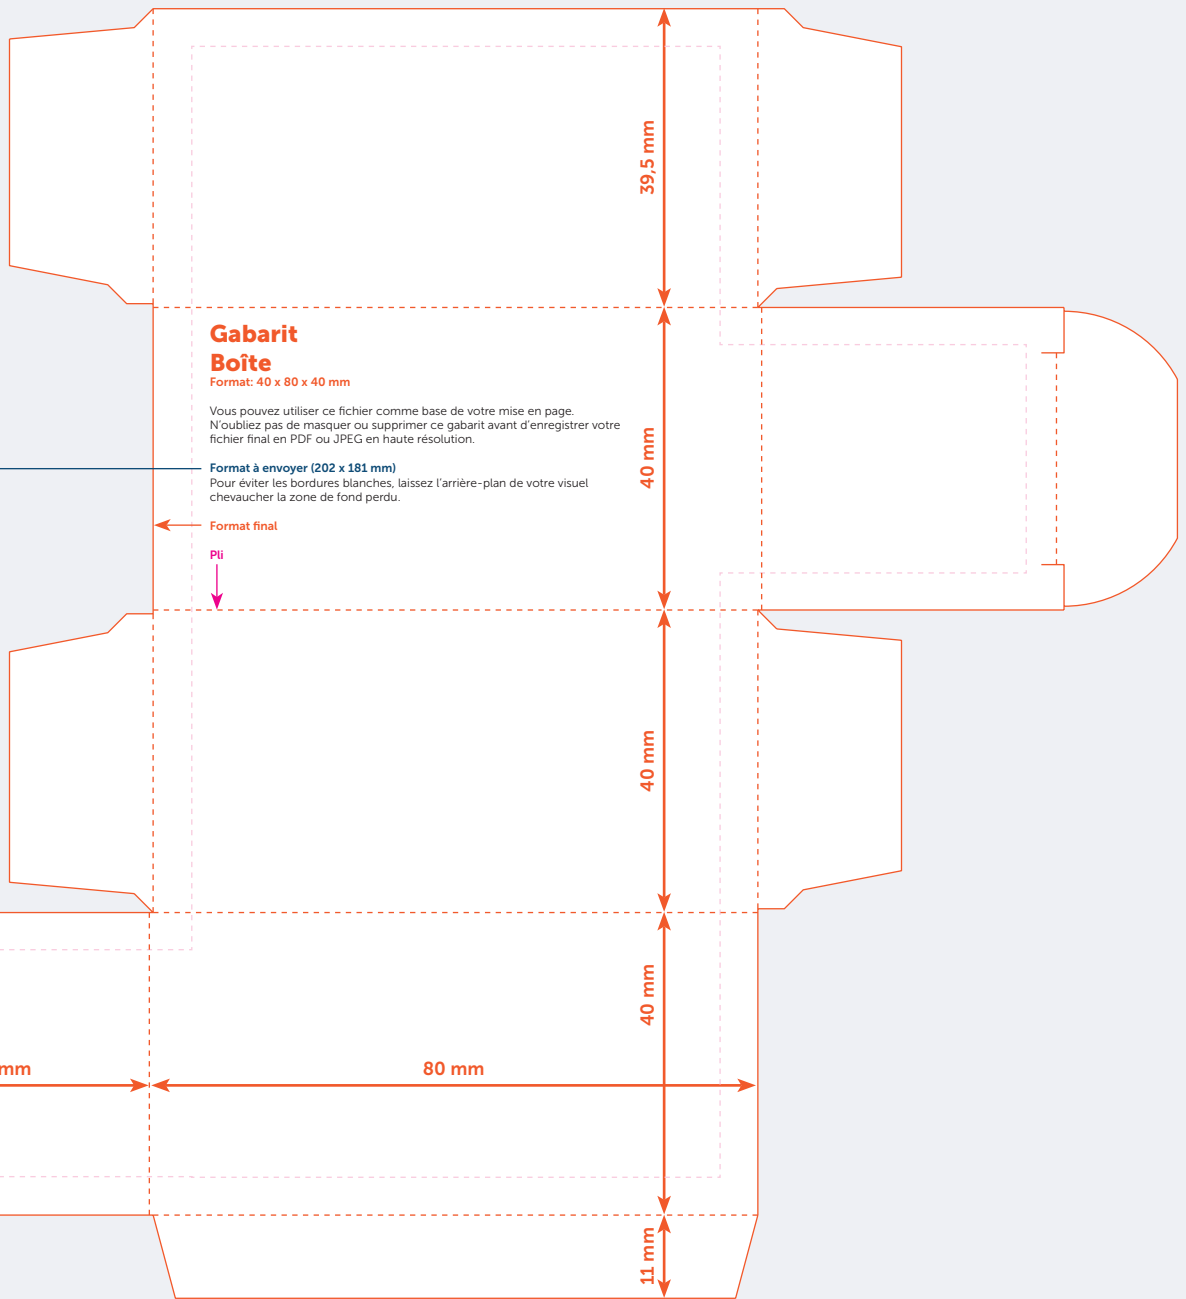 39,5 mm
Gabarit
Boîte
Format: 40 x 80 x 40 mm
Vous pouvez utiliser ce fichier comme base de votre mise en page.
N’oubliez pas de masquer ou supprimer ce gabarit avant d’enregistrer votre
fichier final en PDF ou JPEG en haute résolution.
40 mm
Format à envoyer (202 x 181 mm)
Pour éviter les bordures blanches, laissez l’arrière-plan de votre visuel
chevaucher la zone de fond perdu.
Format final
Pli
40 mm
40 mm
mm
80 mm
11 mm